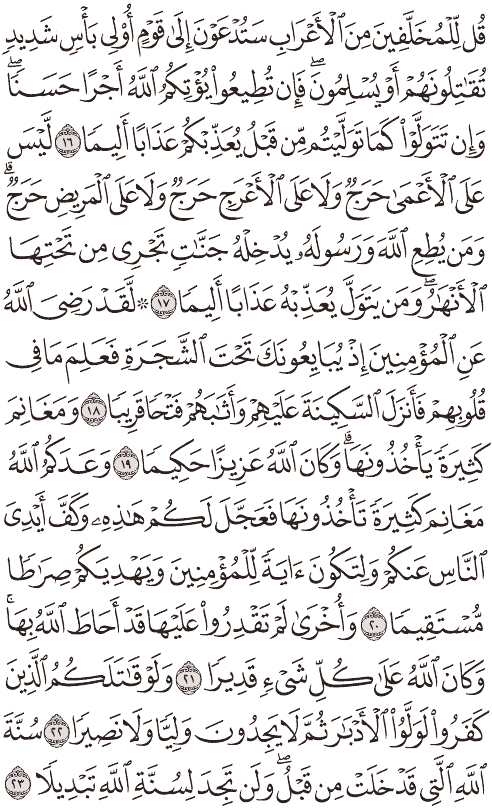 قُل لِّلْمُخَلَّفِينَ مِنَ ٱلْأَعْرَابِ سَتُدْعَوْنَ إِلَىٰ قَوْمٍ أُو۟لِى بَأْسٍ شَدِيدٍ
تُقَـٰتِلُونَهُمْ أَوْ يُسْلِمُونَ ۖ فَإِن تُطِيعُوا۟ يُؤْتِكُمُ ٱللَّهُ أَجْرًا حَسَنًا ۖ
وَإِن تَتَوَلَّوْا۟ كَمَا تَوَلَّيْتُم مِّن قَبْلُ يُعَذِّبْكُمْ عَذَابًا أَلِيمًا ١٦ لَّيْسَ
عَلَى ٱلْأَعْمَىٰ حَرَجٌ وَلَا عَلَى ٱلْأَعْرَجِ حَرَجٌ وَلَا عَلَى ٱلْمَرِيضِ حَرَجٌ ۗ
وَمَن يُطِعِ ٱللَّهَ وَرَسُولَهُۥ يُدْخِلْهُ جَنَّـٰتٍ تَجْرِى مِن تَحْتِهَا
ٱلْأَنْهَـٰرُ ۖ وَمَن يَتَوَلَّ يُعَذِّبْهُ عَذَابًا أَلِيمًا ١٧ ۞ لَّقَدْ رَضِىَ ٱللَّهُ
عَنِ ٱلْمُؤْمِنِينَ إِذْ يُبَايِعُونَكَ تَحْتَ ٱلشَّجَرَةِ فَعَلِمَ مَا فِى
قُلُوبِهِمْ فَأَنزَلَ ٱلسَّكِينَةَ عَلَيْهِمْ وَأَثَـٰبَهُمْ فَتْحًا قَرِيبًا ١٨ وَمَغَانِمَ
كَثِيرَةً يَأْخُذُونَهَا ۗ وَكَانَ ٱللَّهُ عَزِيزًا حَكِيمًا ١٩ وَعَدَكُمُ ٱللَّهُ
مَغَانِمَ كَثِيرَةً تَأْخُذُونَهَا فَعَجَّلَ لَكُمْ هَـٰذِهِۦ وَكَفَّ أَيْدِىَ
ٱلنَّاسِ عَنكُمْ وَلِتَكُونَ ءَايَةً لِّلْمُؤْمِنِينَ وَيَهْدِيَكُمْ صِرَٰطًا
مُّسْتَقِيمًا ٢٠ وَأُخْرَىٰ لَمْ تَقْدِرُوا۟ عَلَيْهَا قَدْ أَحَاطَ ٱللَّهُ بِهَا ۚ
وَكَانَ ٱللَّهُ عَلَىٰ كُلِّ شَىْءٍ قَدِيرًا ٢١ وَلَوْ قَـٰتَلَكُمُ ٱلَّذِينَ
كَفَرُوا۟ لَوَلَّوُا۟ ٱلْأَدْبَـٰرَ ثُمَّ لَا يَجِدُونَ وَلِيًّا وَلَا نَصِيرًا ٢٢ سُنَّةَ
ٱللَّهِ ٱلَّتِى قَدْ خَلَتْ مِن قَبْلُ ۖ وَلَن تَجِدَ لِسُنَّةِ ٱللَّهِ تَبْدِيلًا ٢٣